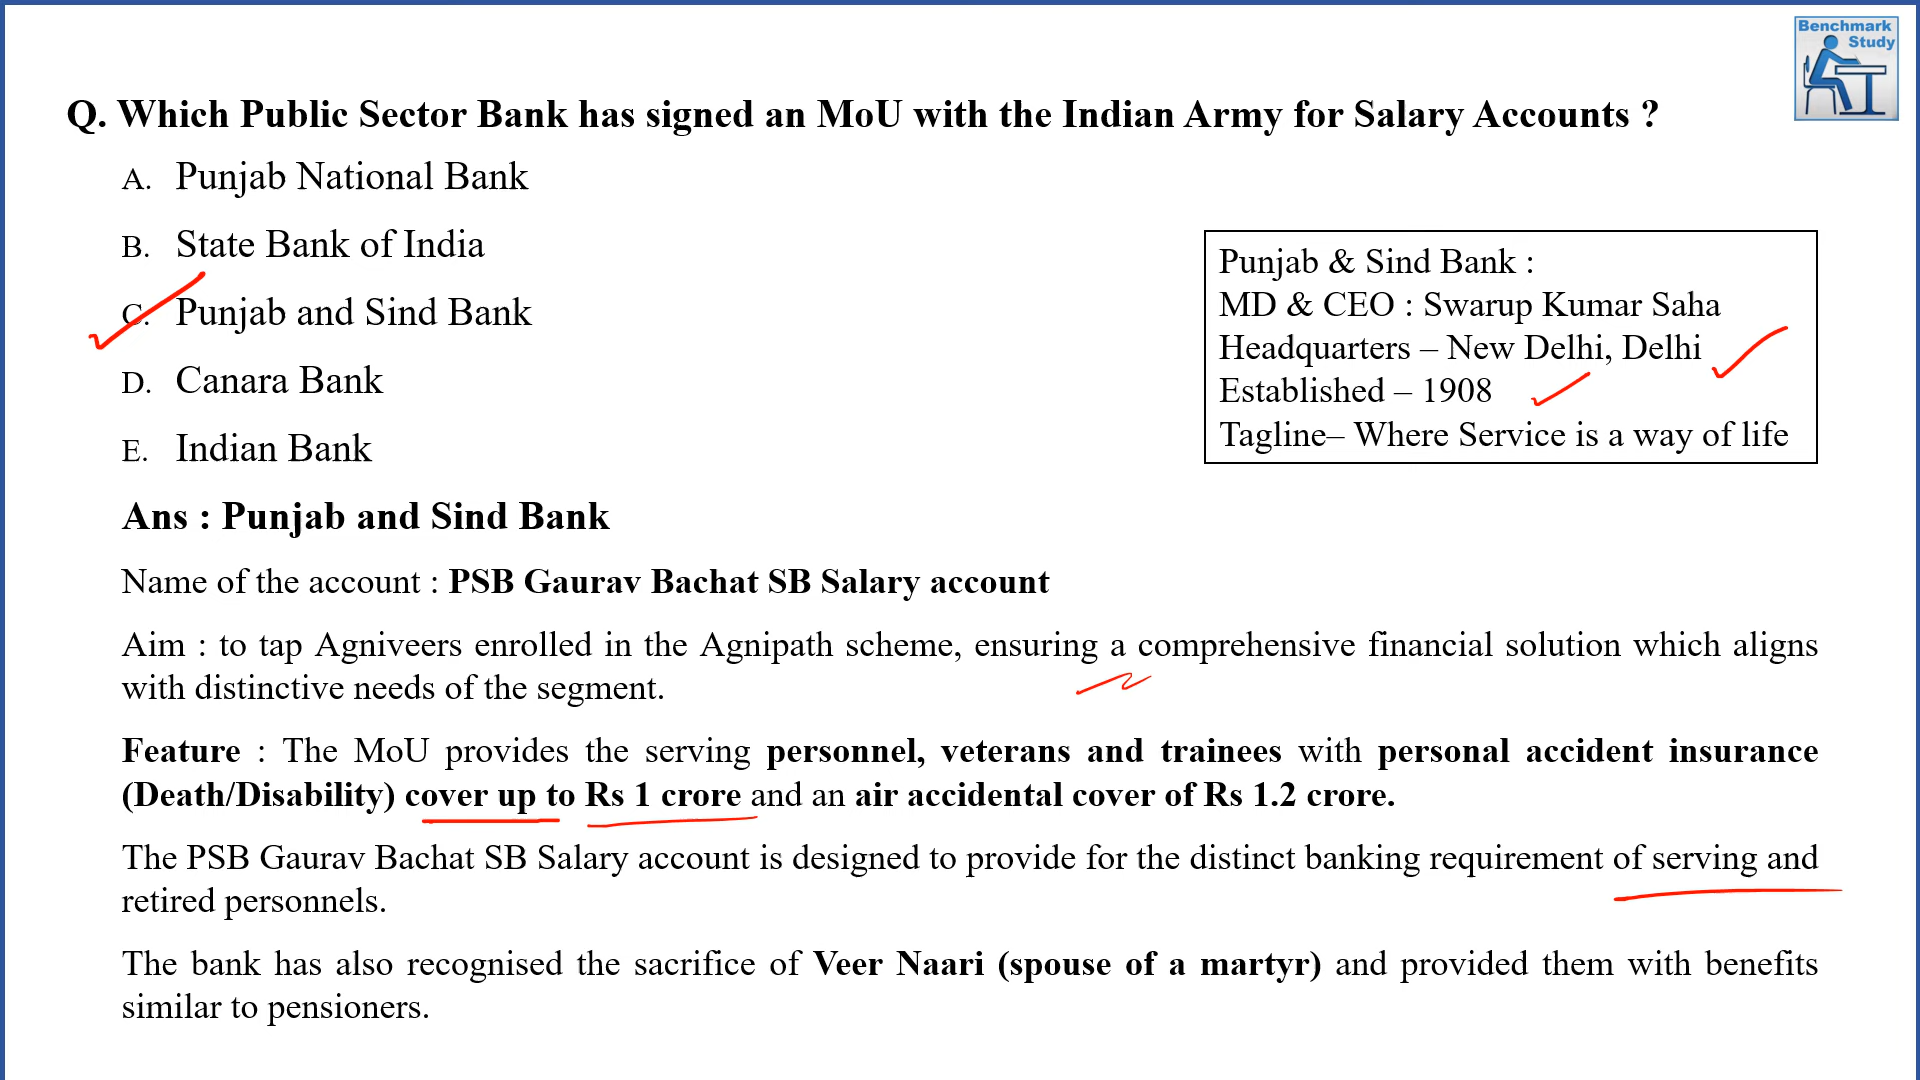 Benchmark
Study
Q. Which Public Sector Bank has signed an MoU with the Indian Army for Salary Accounts ?
A. Punjab National Bank
B. State Bank of India
C. Punjab and Sind Bank
D. Canara Bank
E. Indian Bank
Punjab & Sind Bank :
MD & CEO : Swarup Kumar Saha
Headquarters – New Delhi, Delhi
Established – 1908
Tagline– Where Service is a way of life
Ans : Punjab and Sind Bank
Name of the account : PSB Gaurav Bachat SB Salary account
Aim : to tap Agniveers enrolled in the Agnipath scheme, ensuring a comprehensive financial solution which aligns
with distinctive needs of the segment.
Feature : The MoU provides the serving personnel, veterans and trainees with personal accident insurance
(Death/Disability) cover up to Rs 1 crore and an air accidental cover of Rs 1.2 crore.
The PSB Gaurav Bachat SB Salary account is designed to provide for the distinct banking requirement of serving and
retired personnels.
The bank has also recognised the sacrifice of Veer Naari (spouse of a martyr) and provided them with benefits
similar to pensioners.